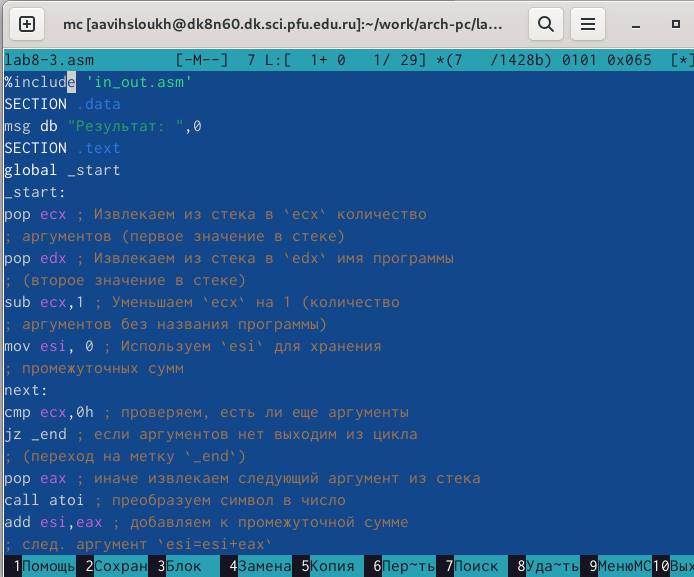 mc [aavihsloukh@dk8n60.dk.sci.pfu.edu.ru]:~/work/arch-pc/la...
lab8-3.asm [-M--] 7 L:[ 1+ 0 1/ 29] *(7 /1428b) 0101 0x065 [*]
%include 'in_out.asm'
SECTION .data
msg db "Результат: ",0
SECTION .text
global _start
_start:
pop ecx ; Извлекаем из стека в `ecx` количество
; аргументов (первое значение в стеке)
pop edx ; Извлекаем из стека в `edx` имя программы
; (второе значение в стеке)
sub ecx,1 ; Уменьшаем `ecx` на 1 (количество
; аргументов без названия программы)
mov esi, 0 ; Используем `esi` для хранения
; промежуточных сумм
next:
cmp ecx,0h ; проверяем, есть ли еще аргументы
jz _end ; если аргументов нет выходим из цикла
; (переход на метку `_end`)
pop eax ; иначе извлекаем следующий аргумент из стека
call atoi ; преобразуем символ в число
add esi,eax ; добавляем к промежуточной сумме
; след. аргумент `esi=esi+eax`
1Помощь 2Сохран 3Блок 4Замена 5Копия 6Пер~ть 7Поиск 8Уда~ть 9МенюMC 10Вых